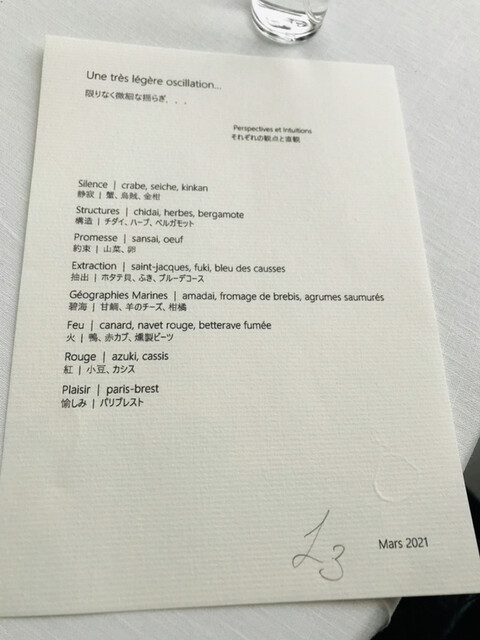 Une très légère oscillation...
限りなく微細な揺らぎ...
Perspectives et Intuitions
それぞれの観点と直観
Silence | crabe, seiche, kinkan
静寂 | 蟹、烏賊、金柑
Structures | chidai, herbes, bergamote
構造 | チダイ、ハーブ、ベルガモット
Promesse | sansai, oeuf
約束 | 山菜、卵
Extraction | saint-jacques, fuki, bleu des causses
抽出 | ホタテ貝、ふき、ブルーデコース
Géographies Marines | amadai, fromage de brebis, agrumes saumurés
碧海 | 甘鯛、羊のチーズ、柑橘
Feu | canard, navet rouge, betterave fumée
火 | 鴨、赤カブ、燻製ビーツ
Rouge | azuki, cassis
紅 | 小豆、カシス
Plaisir | paris-brest
愉しみ | パリブレスト
Mars 2021